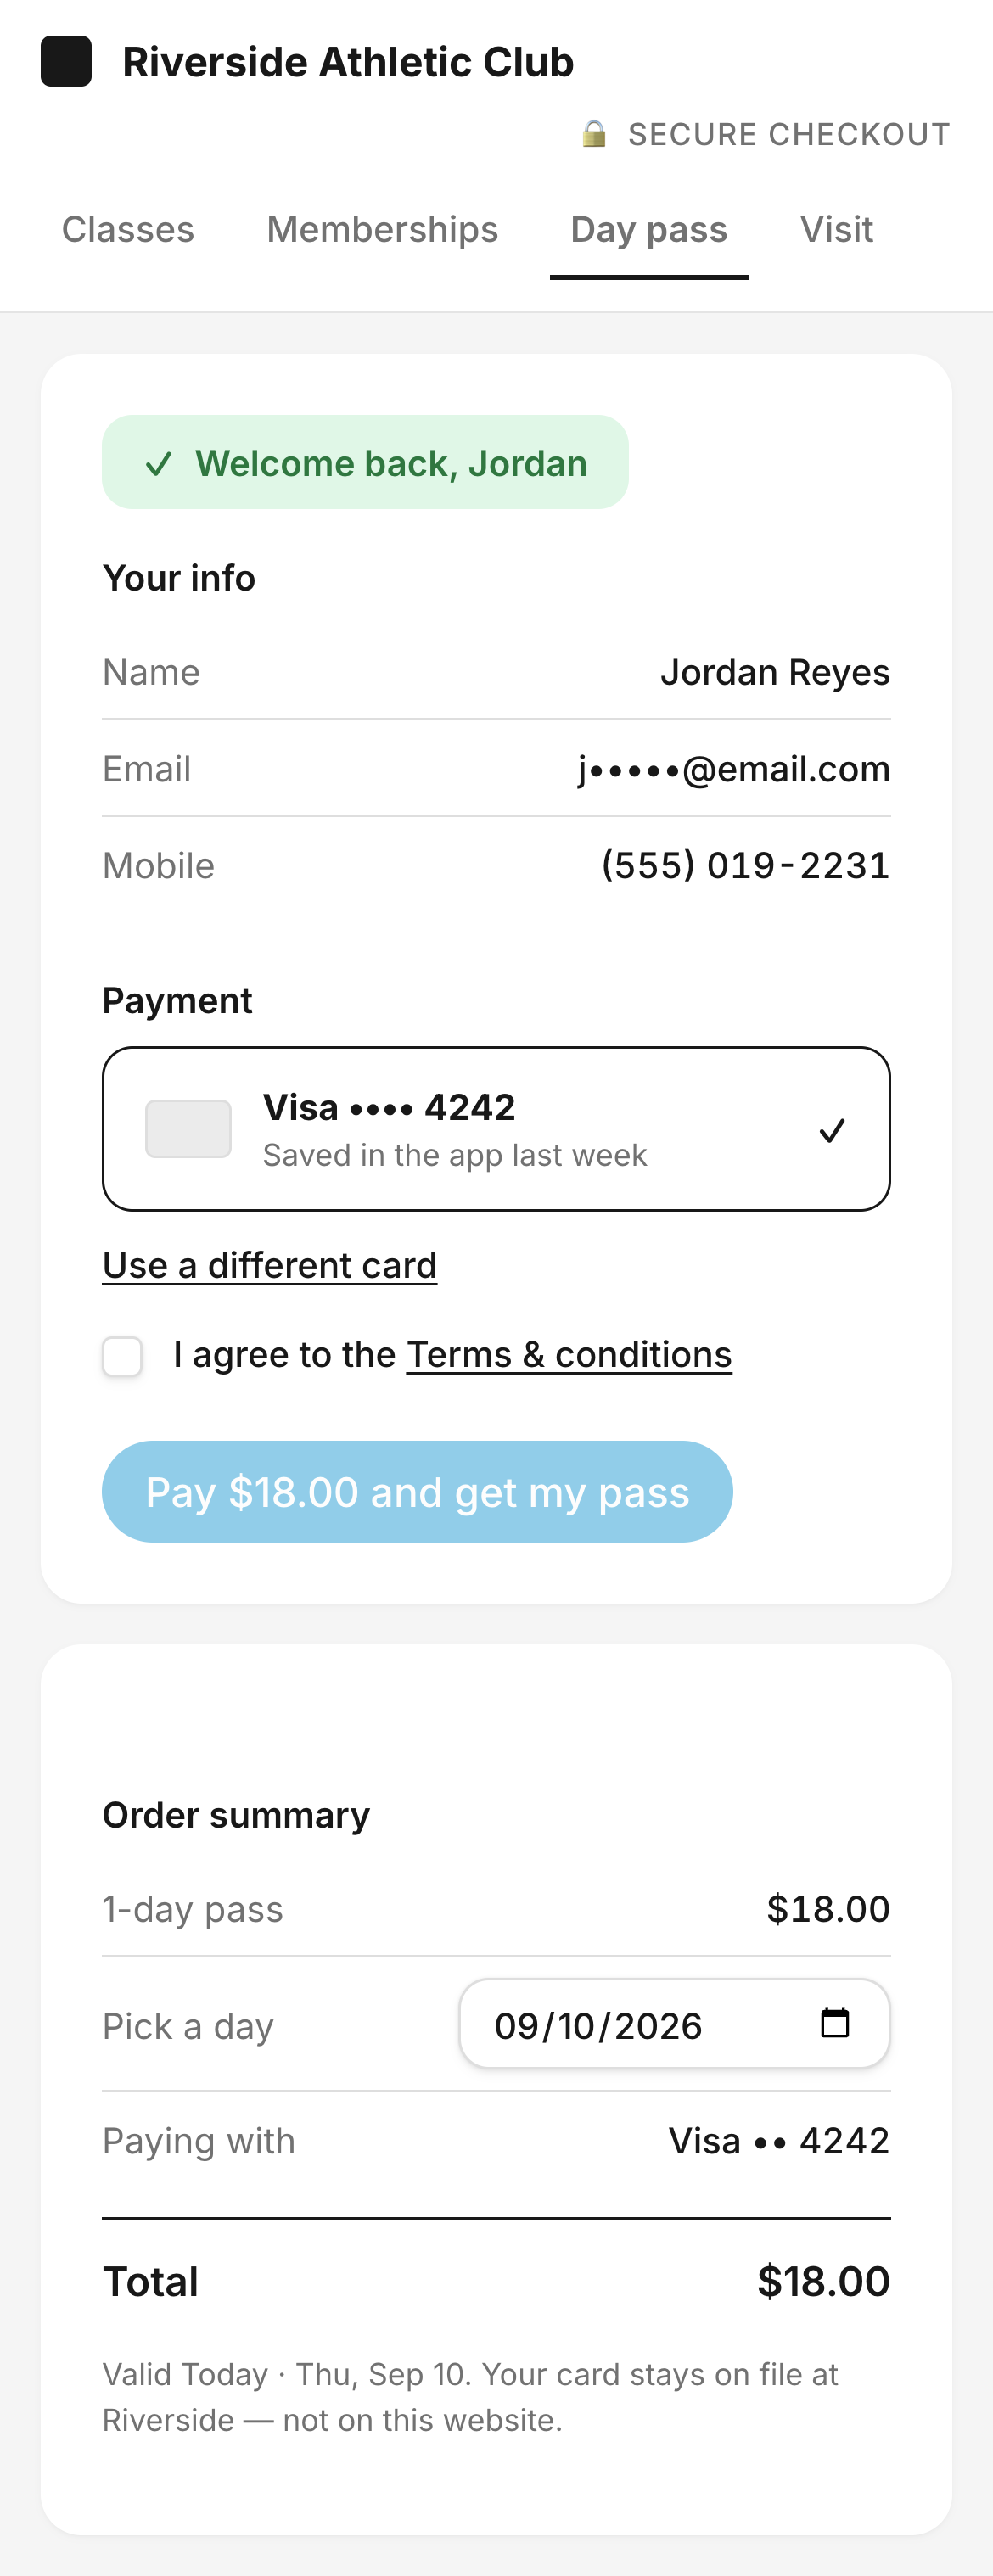 Riverside Athletic Club
SECURE CHECKOUT
Classes Memberships Day pass Visit
Welcome back, Jordan
Your info
Name Jordan Reyes
Email j•••••@email.com
Mobile (555) 019-2231
Payment
Visa •••• 4242
Saved in the app last week
Use a different card
I agree to the Terms & conditions
Pay $18.00 and get my pass
Order summary
1-day pass $18.00
Pick a day 09/10/2026
Paying with Visa •• 4242
Total $18.00
Valid Today · Thu, Sep 10. Your card stays on file at
Riverside — not on this website.